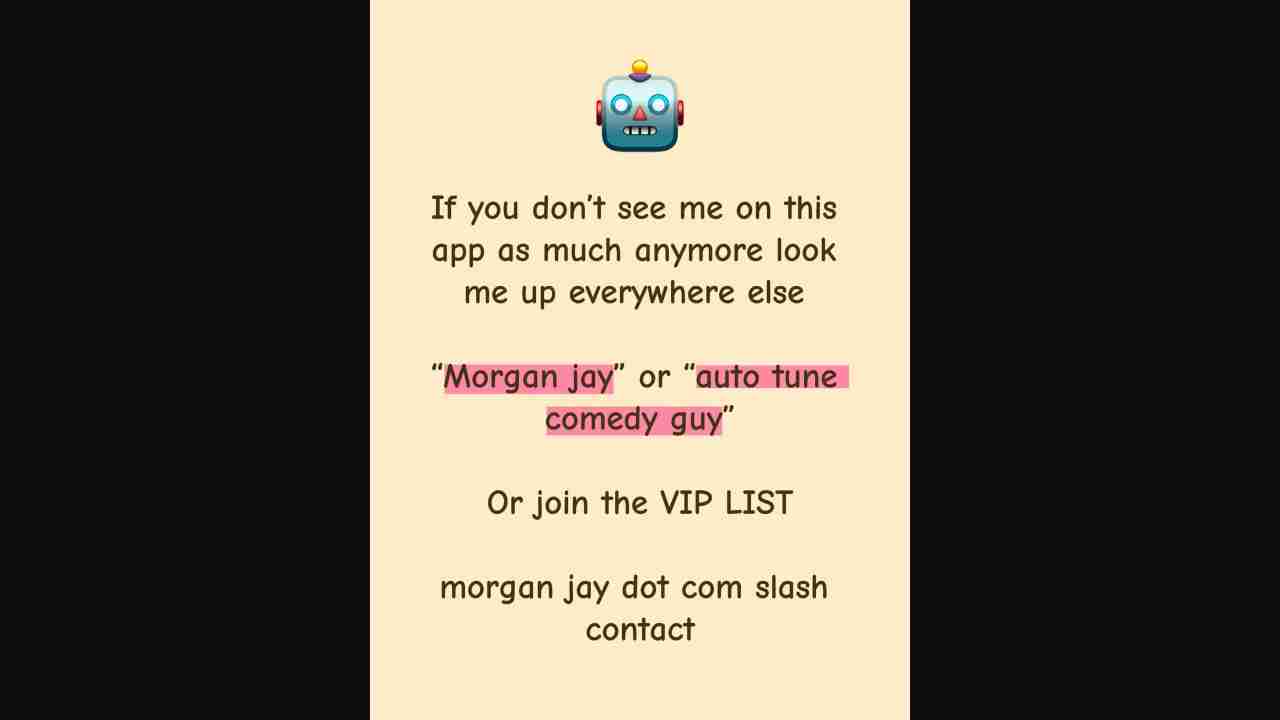 If you don't see me on this
app as much anymore look
me up everywhere else
“Morgan jay” or “auto tune
comedy guy”
Or join the VIP LIST
morgan jay dot com slash
contact